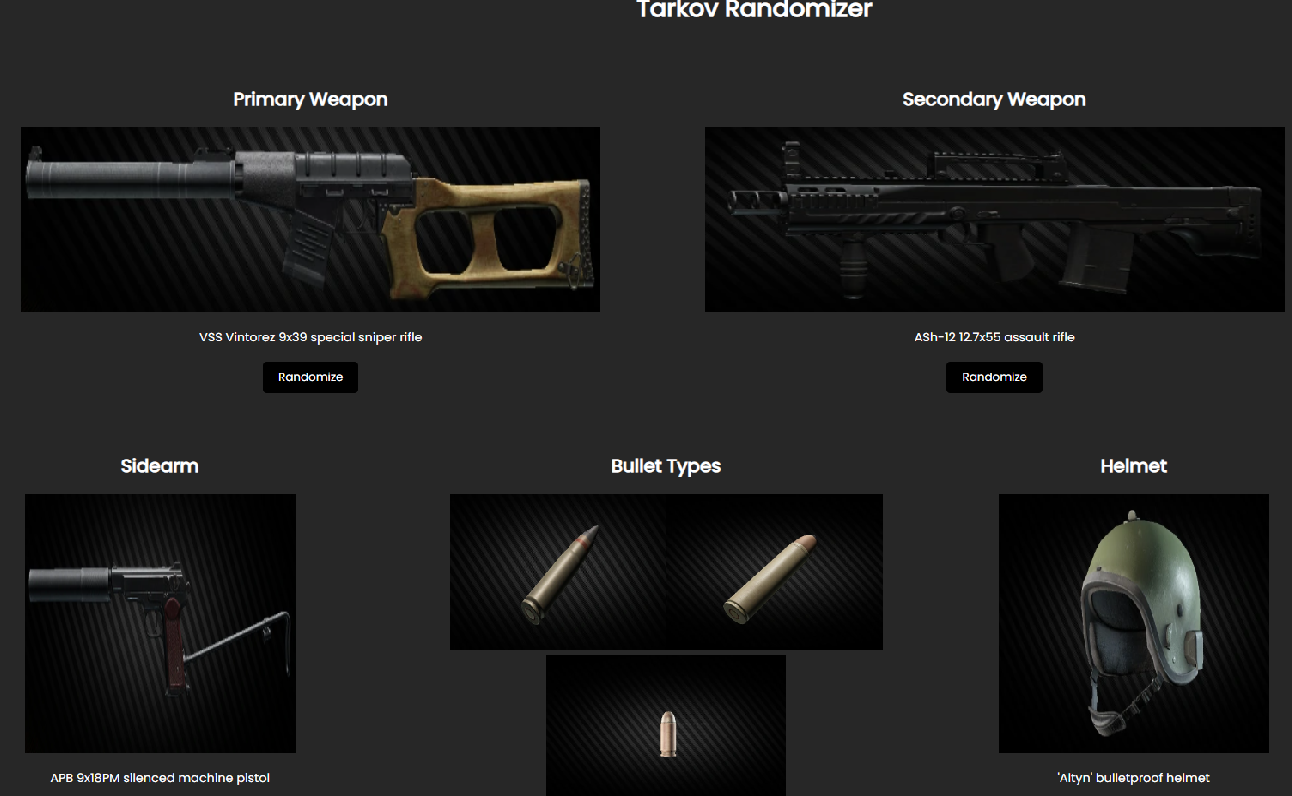 Tarkov Randomizer
Primary Weapon
Secondary Weapon
VSS Vintorez 9x39 special sniper rifle
ASh-12 12.7x55 assault rifle
Randomize
Randomize
Sidearm
Bullet Types
Helmet
APB 9x18PM silenced machine pistol
'Altyn' bulletproof helmet